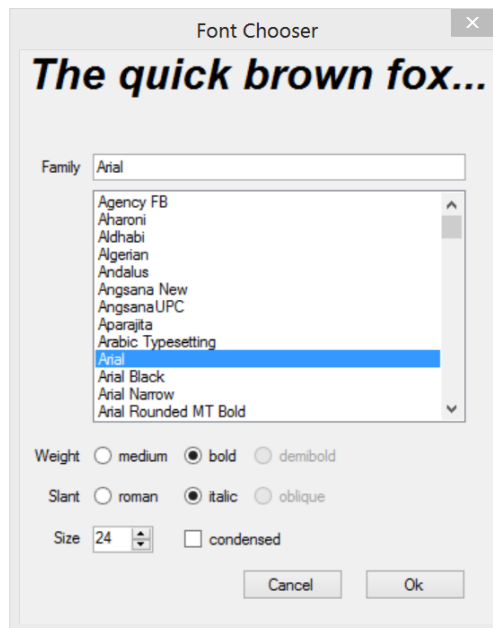 Font Chooser
The quick brown fox...
Family Arial
Agency FB
Aharoni
Aldhabi
Algerian
Andalus
Angsana New
AngsanaUPC
Aparajita
Arabic Typesetting
Arial
Arial Black
Arial Narrow
Arial Rounded MT Bold
Weight medium bold demibold
Slant roman italic oblique
Size 24 condensed
Cancel Ok